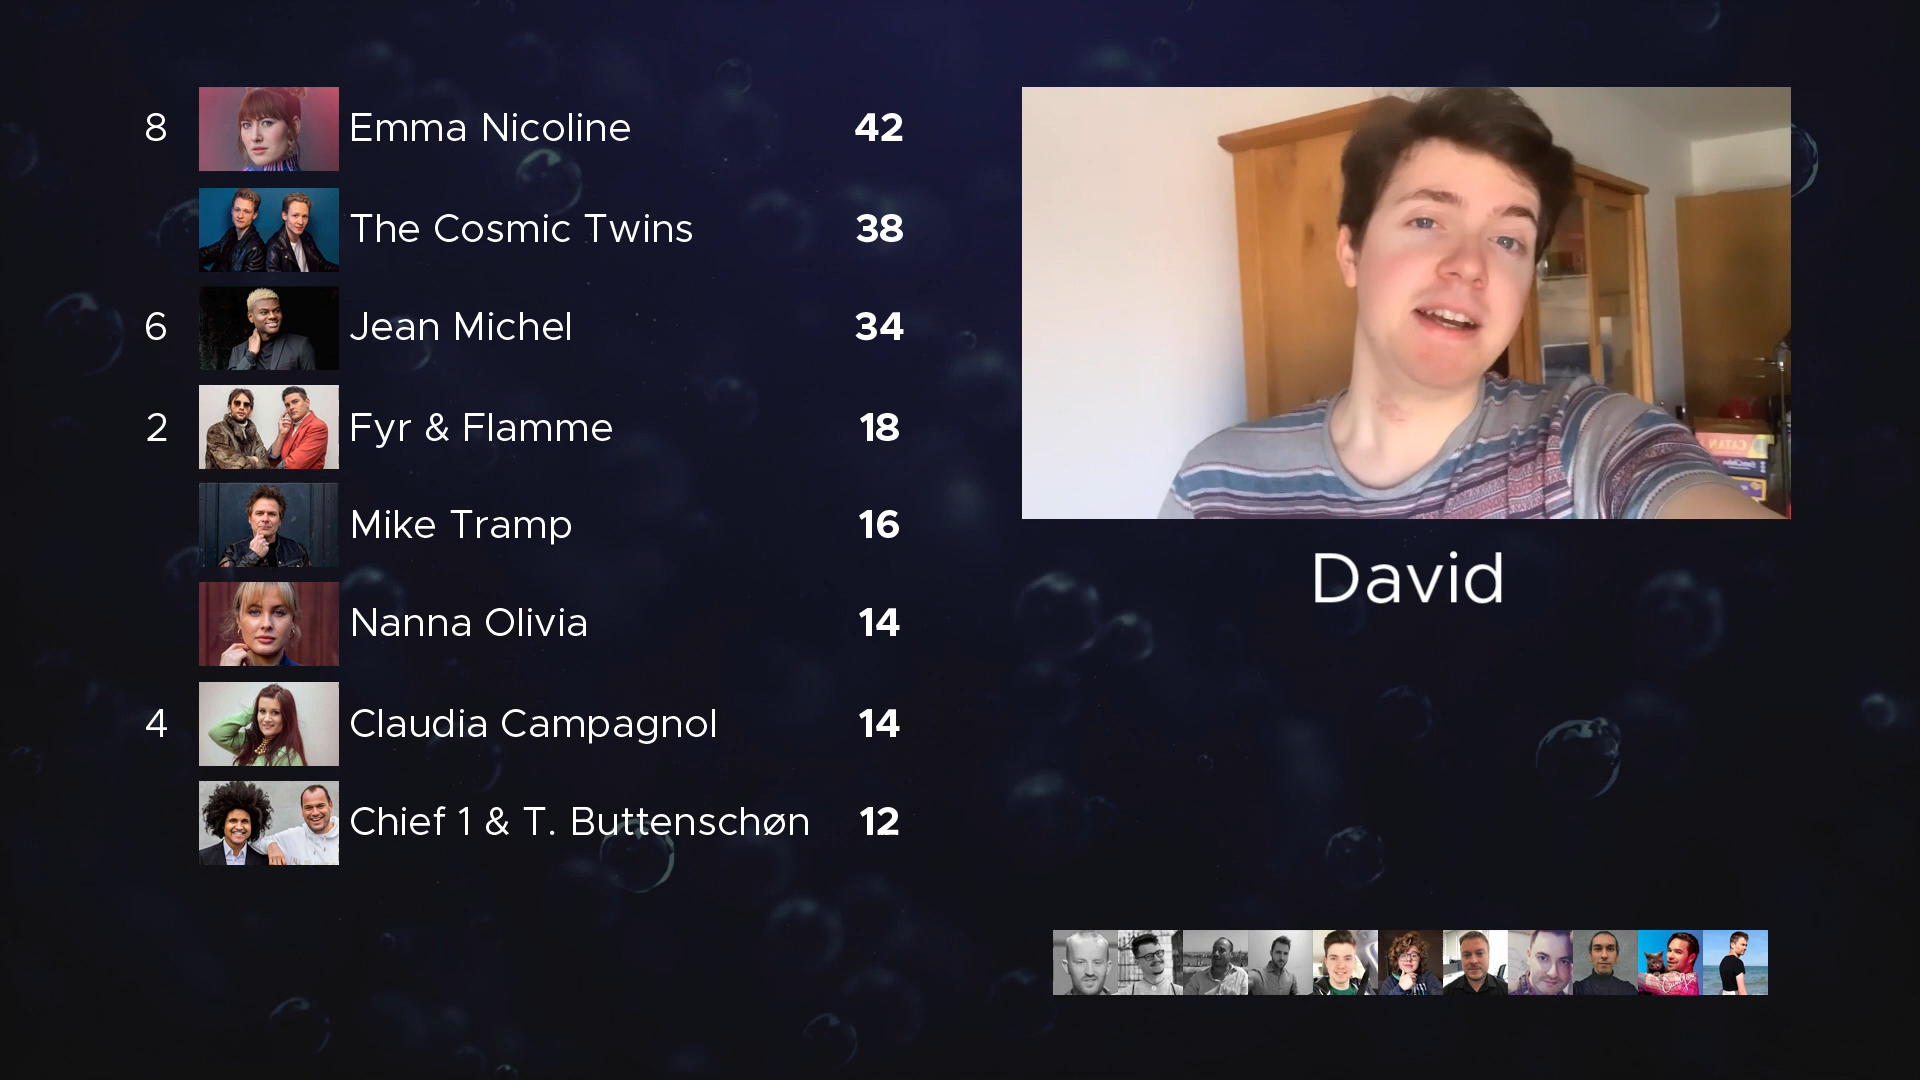 8 Emma Nicoline 42
The Cosmic Twins 38
6 Jean Michel 34
2 Fyr & Flamme 18
Mike Tramp 16
Nanna Olivia 14
4 Claudia Campagnol 14
Chief 1 & T. Buttenschøn 12
CATAN
David